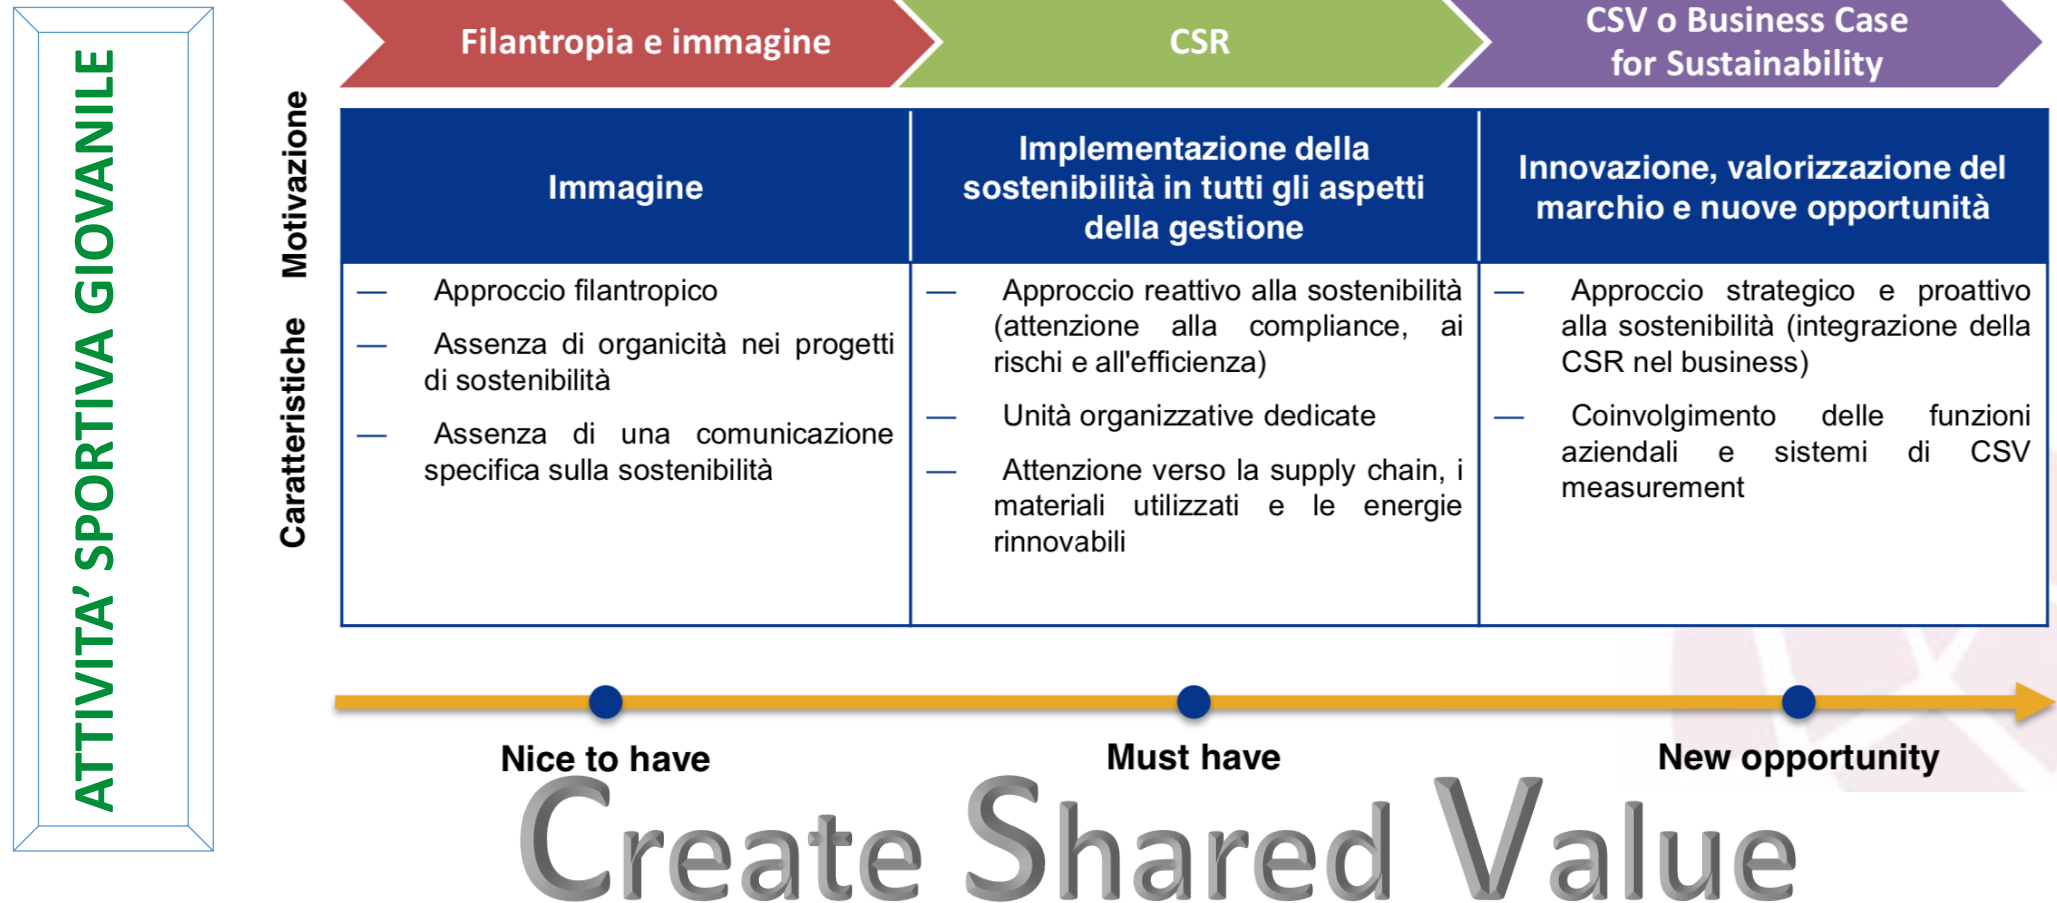 ATTIVITA’ SPORTIVA GIOVANILE
Filantropia e immagine
CSR
CSV o Business Case
for Sustainability
Motivazione
Immagine
Implementazione della
sostenibilità in tutti gli aspetti
della gestione
Innovazione, valorizzazione del
marchio e nuove opportunità
Caratteristiche
— Approccio filantropico
— Assenza di organicità nei progetti
di sostenibilità
— Assenza di una comunicazione
specifica sulla sostenibilità
— Approccio reattivo alla sostenibilità
(attenzione alla compliance, ai
rischi e all'efficienza)
— Unità organizzative dedicate
— Attenzione verso la supply chain, i
materiali utilizzati e le energie
rinnovabili
— Approccio strategico e proattivo
alla sostenibilità (integrazione della
CSR nel business)
— Coinvolgimento delle funzioni
aziendali e sistemi di CSV
measurement
Nice to have
Must have
New opportunity
Create Shared Value